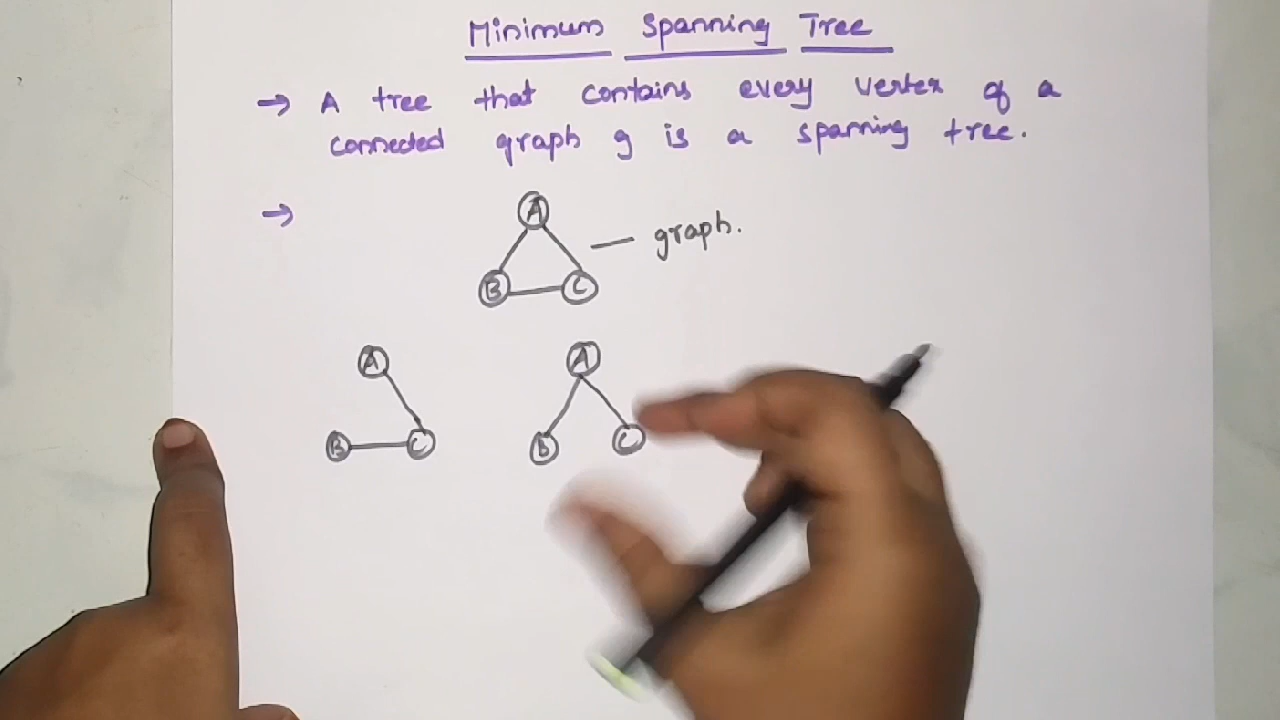 Minimum Spanning Tree
→ A tree that contains every vertex of a
connected graph g is a spanning tree.
→
A
B C
— graph.
A A
B C B C